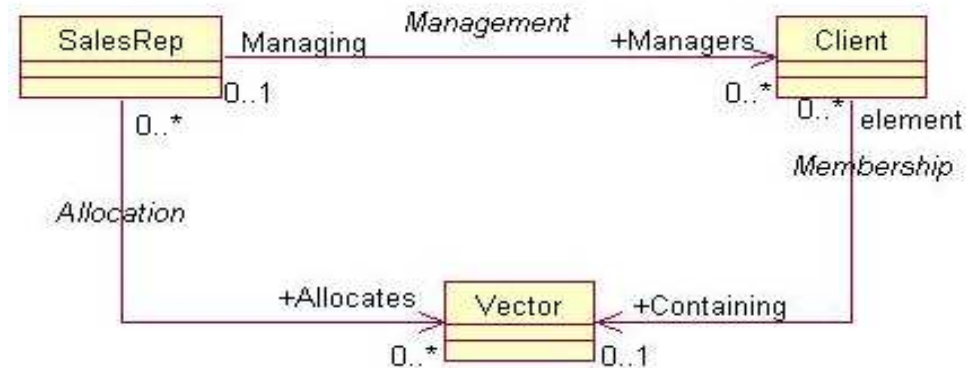 Management
SalesRep
Managing
+Managers
Client
0..1
0..*
0..*
0..*
element
Membership
Allocation
+Allocates
Vector
+Containing
0..*
0..1